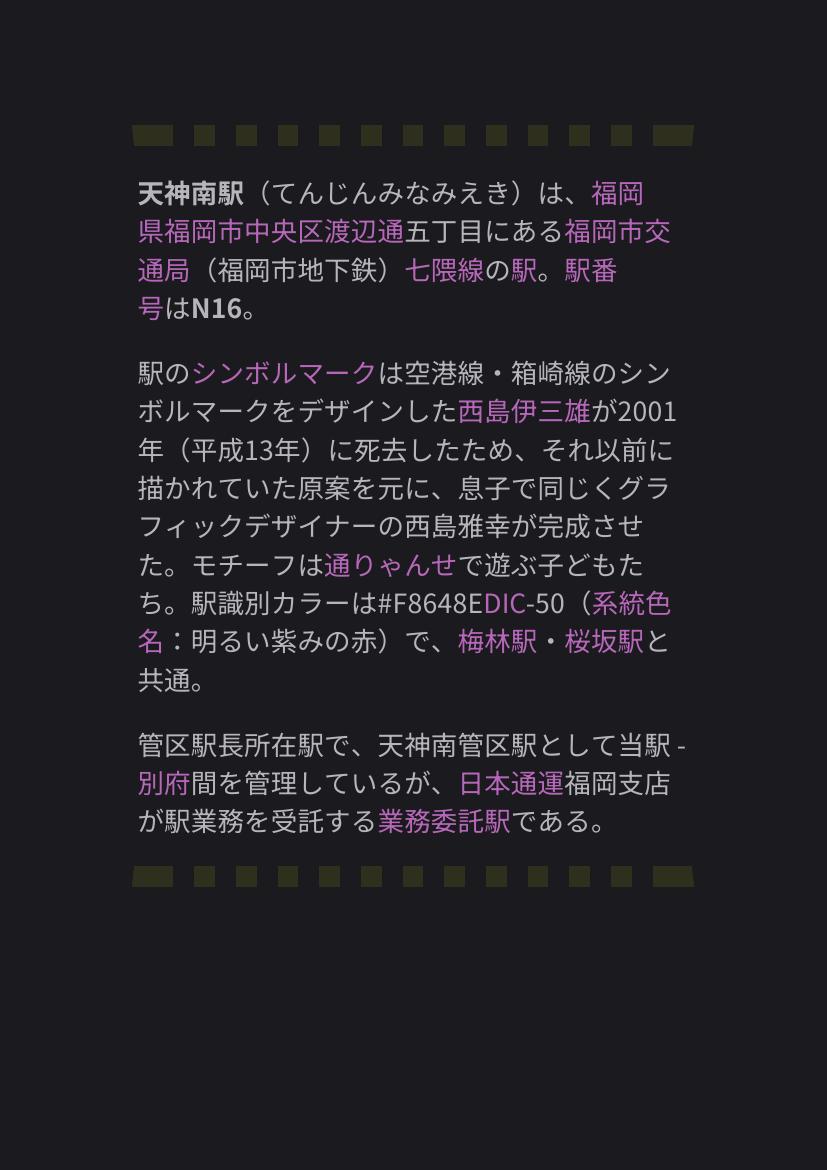 天神南駅（てんじんみなみえき）は、福岡
県福岡市中央区渡辺通五丁目にある福岡市交
通局（福岡市地下鉄）七隈線の駅。駅番
号はN16。
駅のシンボルマークは空港線・箱崎線のシン
ボルマークをデザインした西島伊三雄が2001
年（平成13年）に死去したため、それ以前に
描かれていた原案を元に、息子で同じくグラ
フィックデザイナーの西島雅幸が完成させ
た。モチーフは通りゃんせで遊ぶ子どもた
ち。駅識別カラーは#F8648EDIC-50（系統色
名：明るい紫みの赤）で、梅林駅・桜坂駅と
共通。
管区駅長所在駅で、天神南管区駅として当駅 -
別府間を管理しているが、日本通運福岡支店
が駅業務を受託する業務委託駅である。